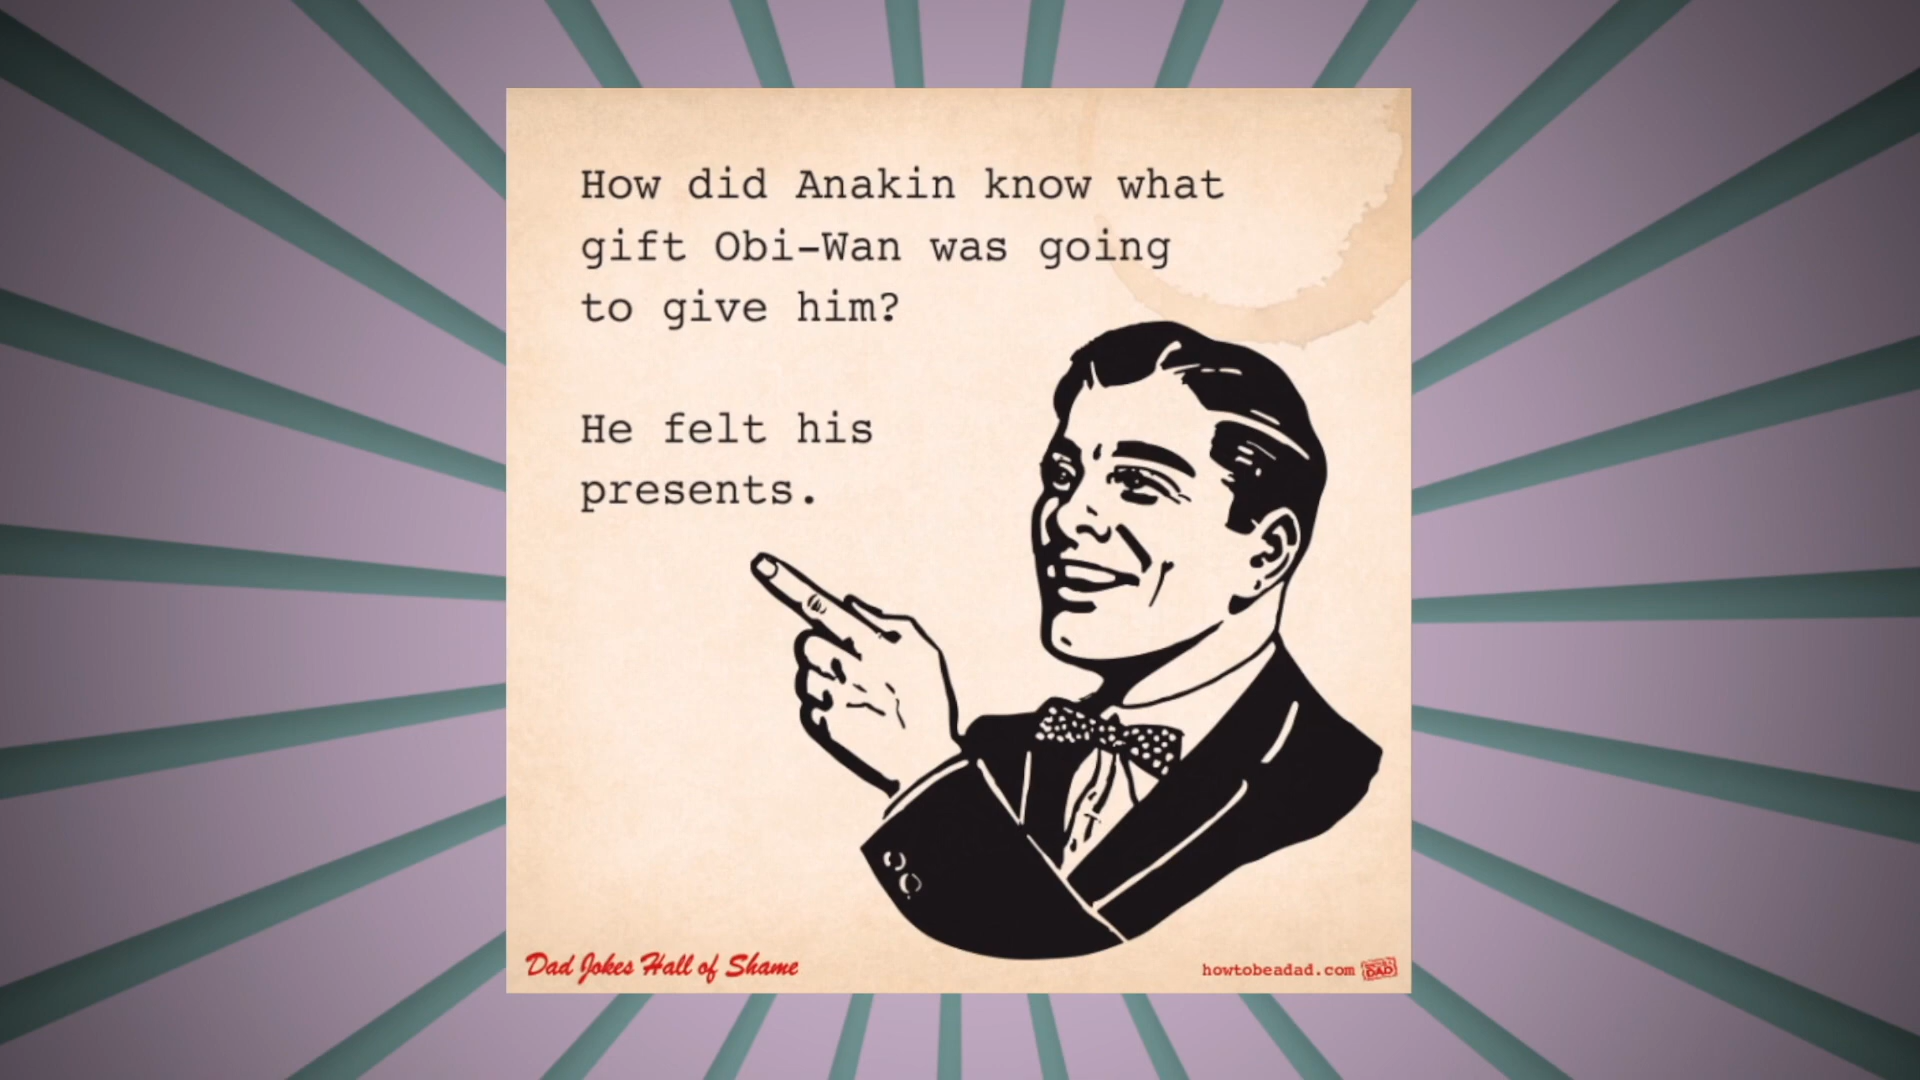 How did Anakin know what
gift Obi-Wan was going
to give him?
He felt his
presents.
Dad Jokes Hall of Shame
howtobeadad.com
DAD